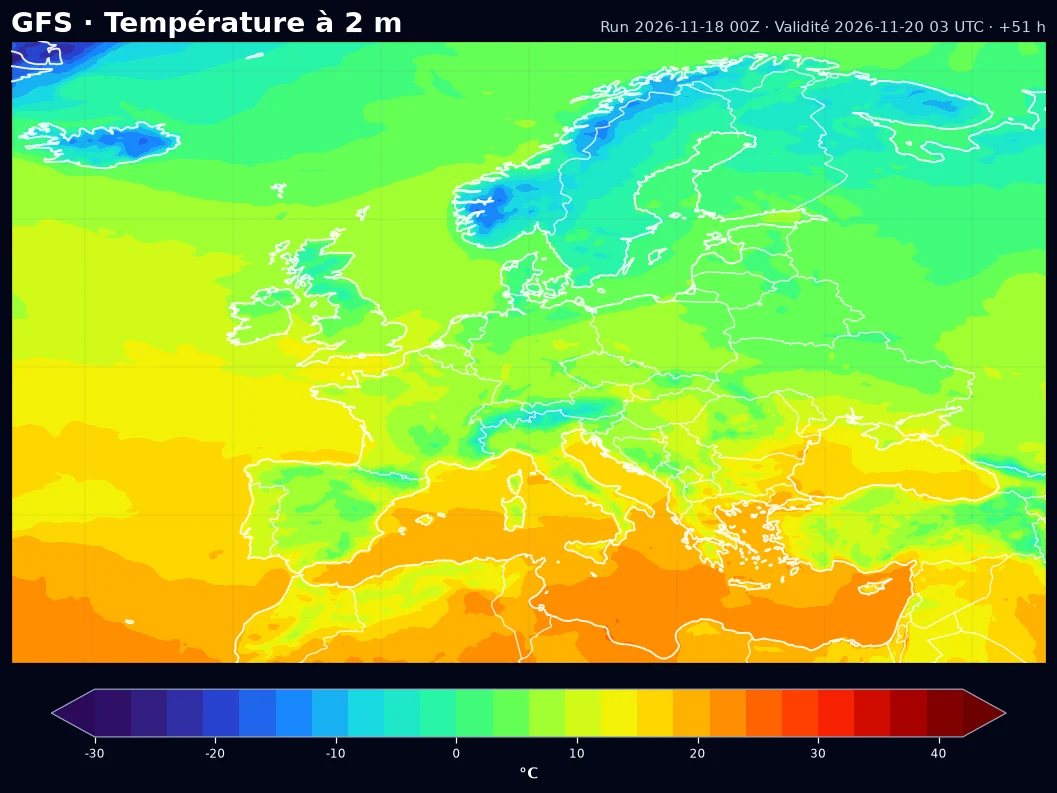 GFS · Température à 2 m
Run 2026-11-18 00Z · Validité 2026-11-20 03 UTC · +51 h
-30 -20 -10 0 10 20 30 40
°C